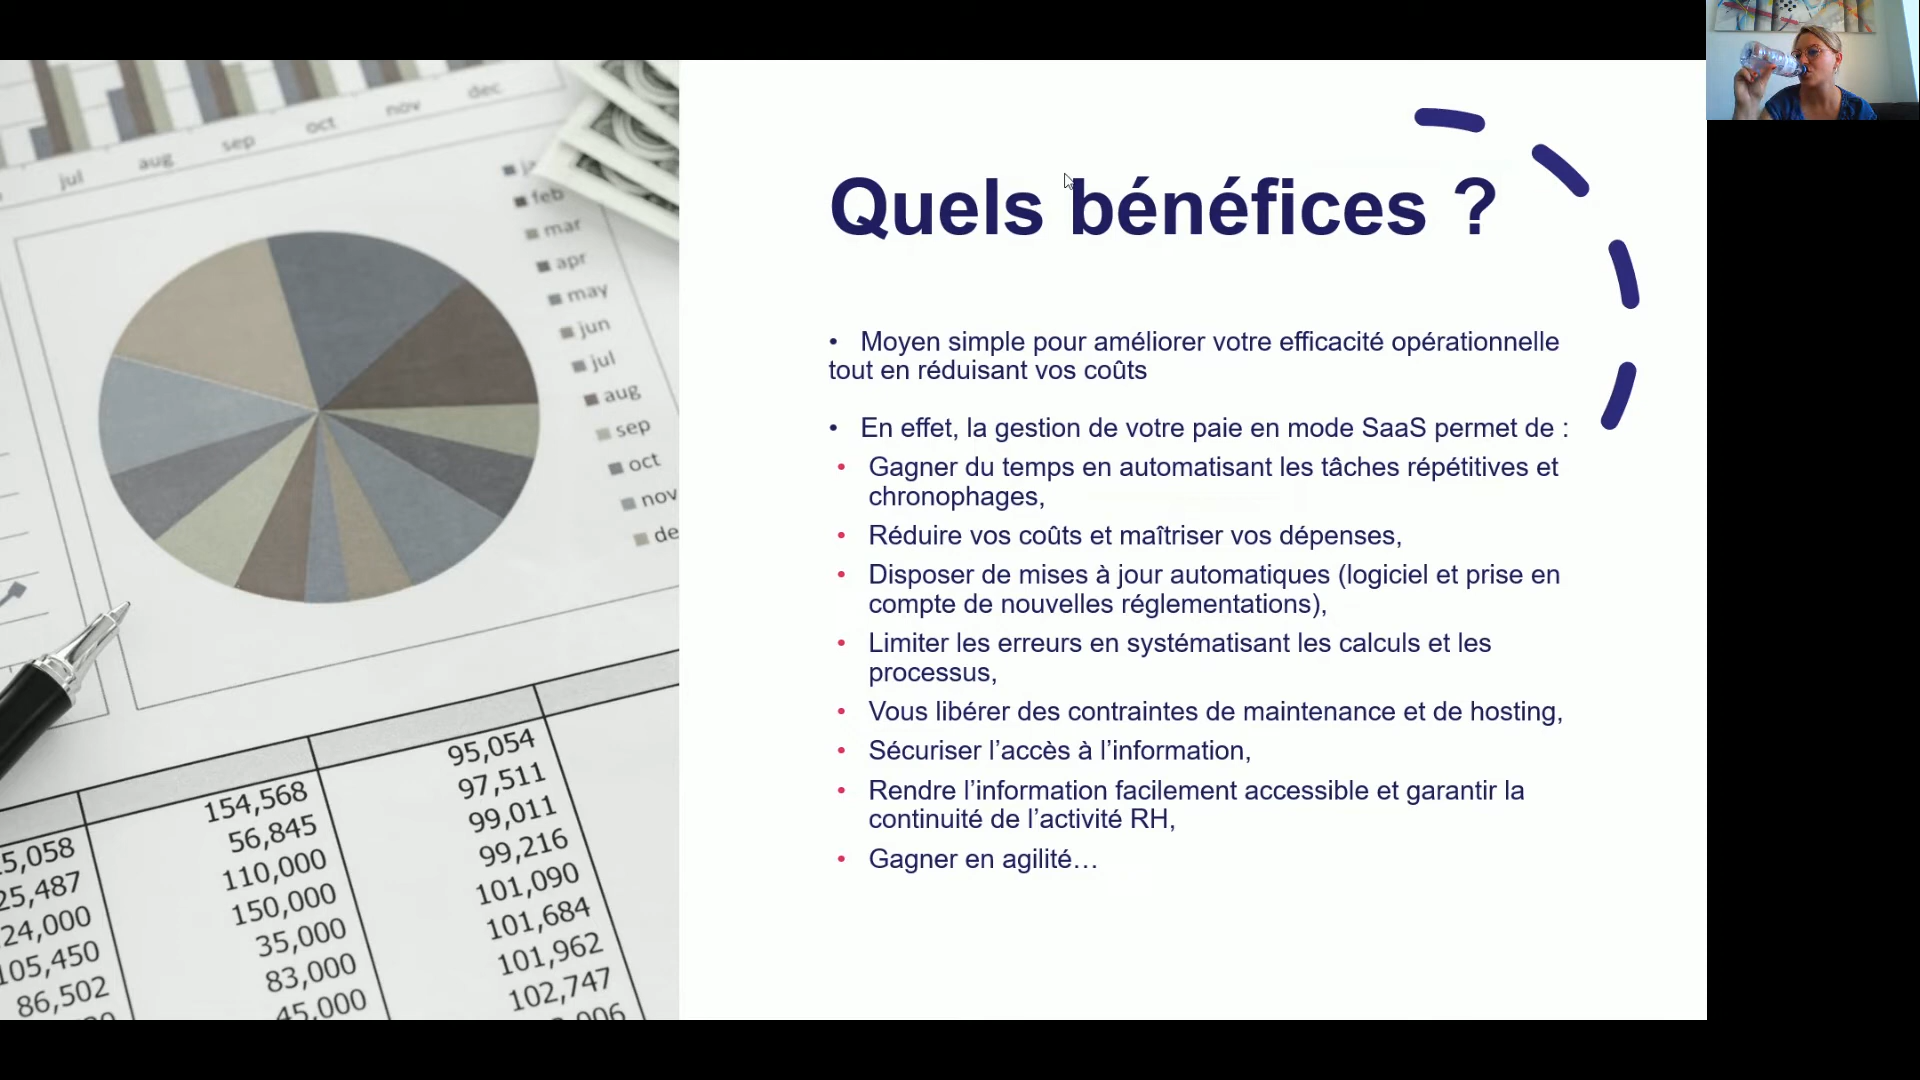 jul
aug
sep
oct
nov
dec
feb
mar
apr
may
jun
jul
aug
sep
oct
nov
154,568
56,845
110,000
150,000
35,000
83,000
45,000
95,054
97,511
99,011
99,216
101,090
101,684
101,962
102,747
105,450
86,502
Quels bénéfices ?
• Moyen simple pour améliorer votre efficacité opérationnelle
tout en réduisant vos coûts
• En effet, la gestion de votre paie en mode SaaS permet de :
• Gagner du temps en automatisant les tâches répétitives et
chronophages,
• Réduire vos coûts et maîtriser vos dépenses,
• Disposer de mises à jour automatiques (logiciel et prise en
compte de nouvelles réglementations),
• Limiter les erreurs en systématisant les calculs et les
processus,
• Vous libérer des contraintes de maintenance et de hosting,
• Sécuriser l’accès à l’information,
• Rendre l’information facilement accessible et garantir la
continuité de l’activité RH,
• Gagner en agilité…